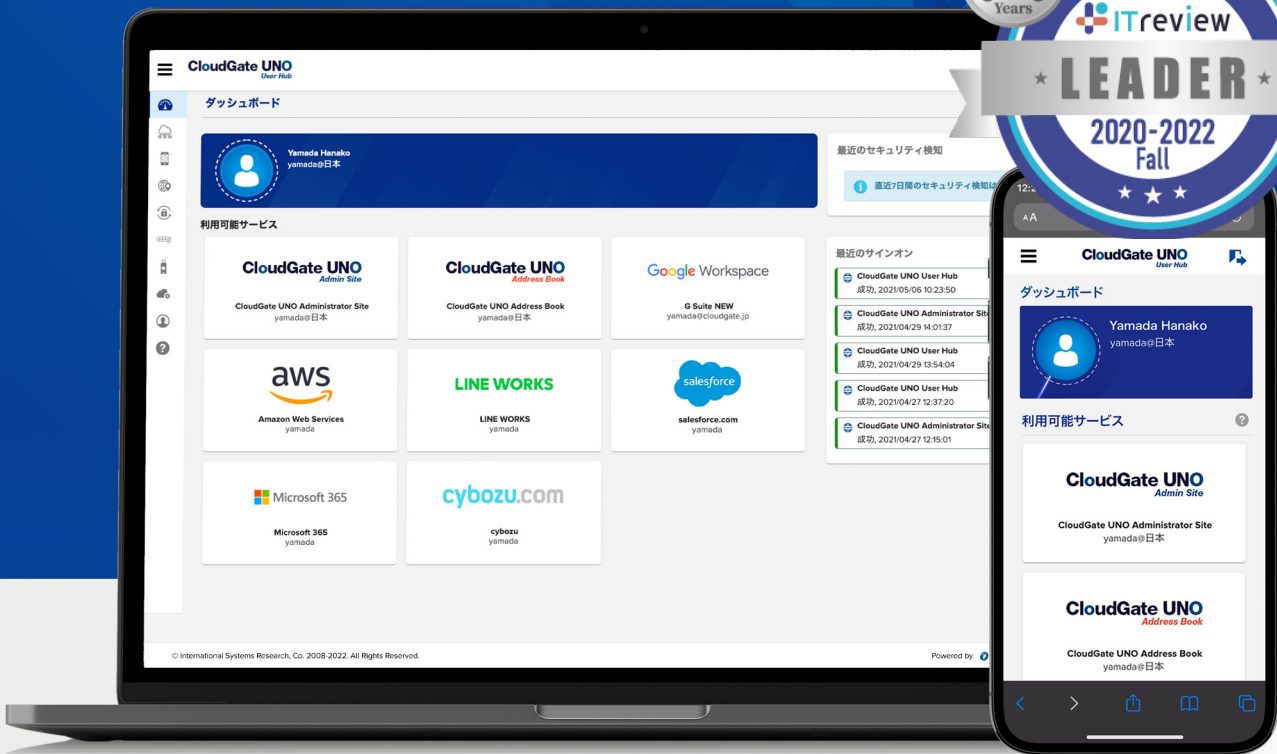 Years
ITreview
LEADER
2020-2022
Fall
CloudGate UNO
User Hub
ダッシュボード
Yamada Hanako
yamada@日本
利用可能サービス
CloudGate UNO
Admin Site
CloudGate UNO Administrator Site
yamada@日本
CloudGate UNO
Address Book
CloudGate UNO Address Book
yamada@日本
Google Workspace
G Suite NEW
yamada@cloudgate.jp
aws
Amazon Web Services
yamada
LINE WORKS
LINE WORKS
yamada
salesforce
salesforce.com
yamada
Microsoft 365
Microsoft 365
yamada
cybozu.com
cybozu
yamada
最近のセキュリティ検知
直近7日間のセキュリティ検知は
最近のサインオン
CloudGate UNO User Hub
成功, 2021/05/06 10:23:50
CloudGate UNO Administrator Site
成功, 2021/04/29 14:01:37
CloudGate UNO User Hub
成功, 2021/04/29 13:54:04
CloudGate UNO User Hub
成功, 2021/04/27 12:37:20
CloudGate UNO Administrator Site
成功, 2021/04/27 12:15:01
© International Systems Research, Co. 2008-2022. All Rights Reserved.
Powered by
AA
CloudGate UNO
User Hub
ダッシュボード
Yamada Hanako
yamada@日本
利用可能サービス
CloudGate UNO
Admin Site
CloudGate UNO Administrator Site
yamada@日本
CloudGate UNO
Address Book
CloudGate UNO Address Book
yamada@日本